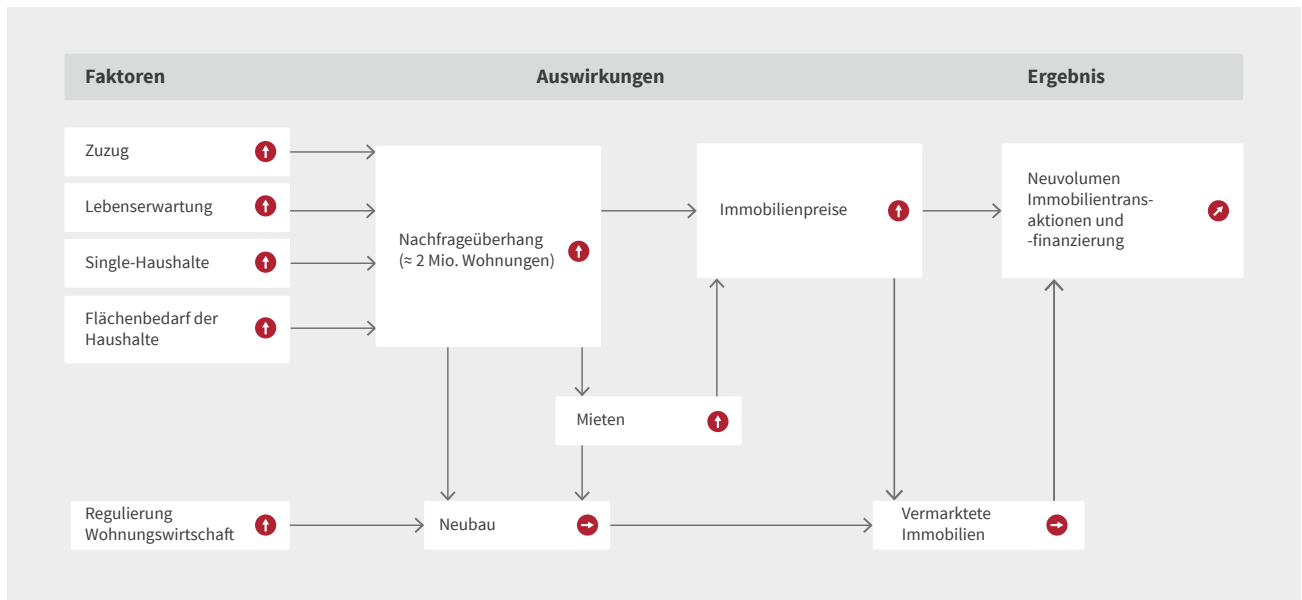 Faktoren
Auswirkungen
Ergebnis
Zuzug
Lebenserwartung
Single-Haushalte
Flächenbedarf der
Haushalte
Nachfrageüberhang
(≈ 2 Mio. Wohnungen)
Immobilienpreise
Neuvolumen
Immobilientrans-
aktionen und
-finanzierung
Mieten
Regulierung
Wohnungswirtschaft
Neubau
Vermarktete
Immobilien